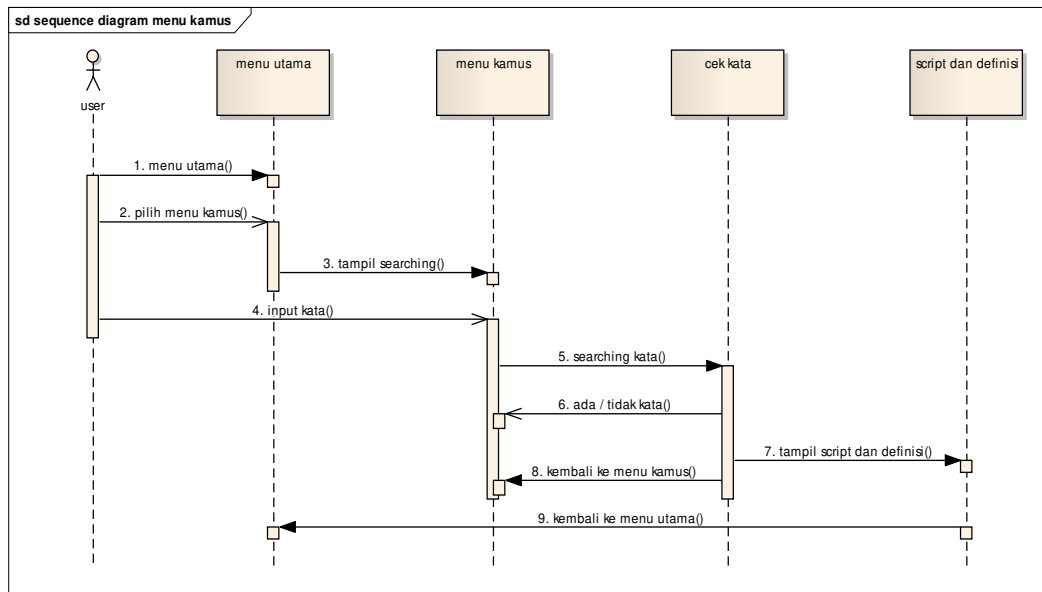 sd sequence diagram menu kamus
user
menu utama
menu kamus
cek kata
script dan definisi
1. menu utama()
2. pilih menu kamus()
3. tampil searching()
4. input kata()
5. searching kata()
6. ada / tidak kata()
7. tampil script dan definisi()
8. kembali ke menu kamus()
9. kembali ke menu utama()